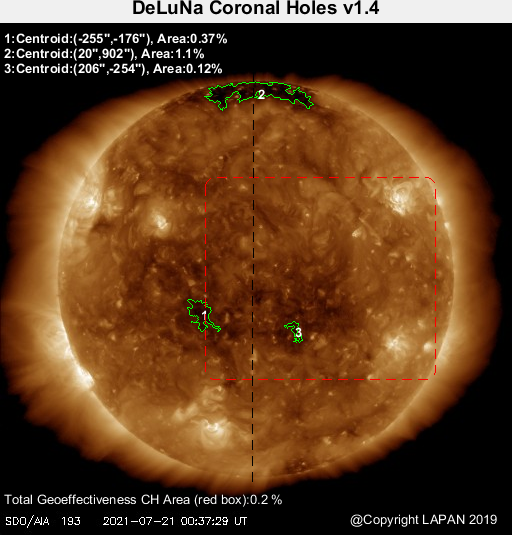 DeLuNa Coronal Holes v1.4
1:Centroid:(-255",-176"), Area:0.37%
2:Centroid:(20",902"), Area:1.1%
3:Centroid:(206",-254"), Area:0.12%
2
1
3
Total Geoeffectiveness CH Area (red box):0.2 %
SDO/AIA 193 2021-07-21 00:37:29 UT
@Copyright LAPAN 2019